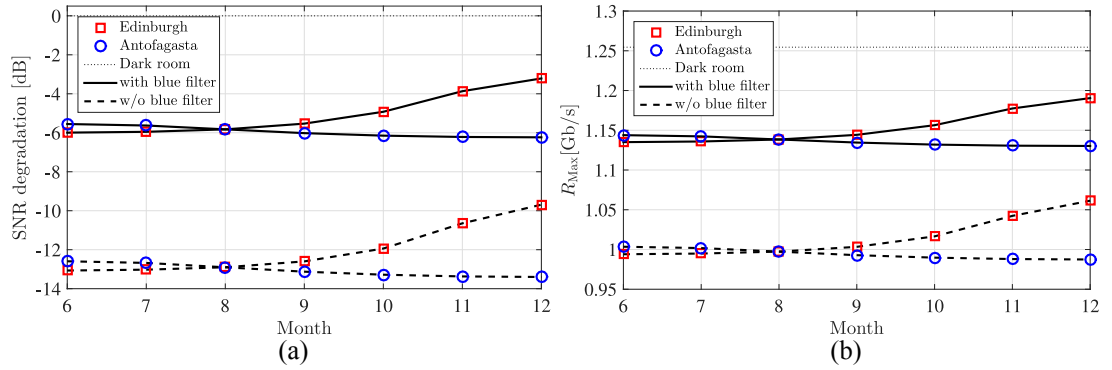 0
-2
-4
-6
-8
-10
-12
-14
6 7 8 9 10 11 12
SNR degradation [dB]
Month
Edinburgh
Antofagasta
Dark room
with blue filter
w/o blue filter
(a)
1.3
1.25
1.2
1.15
1.1
1.05
1
0.95
6 7 8 9 10 11 12
R_Max[Gb/s]
Month
Edinburgh
Antofagasta
Dark room
with blue filter
w/o blue filter
(b)